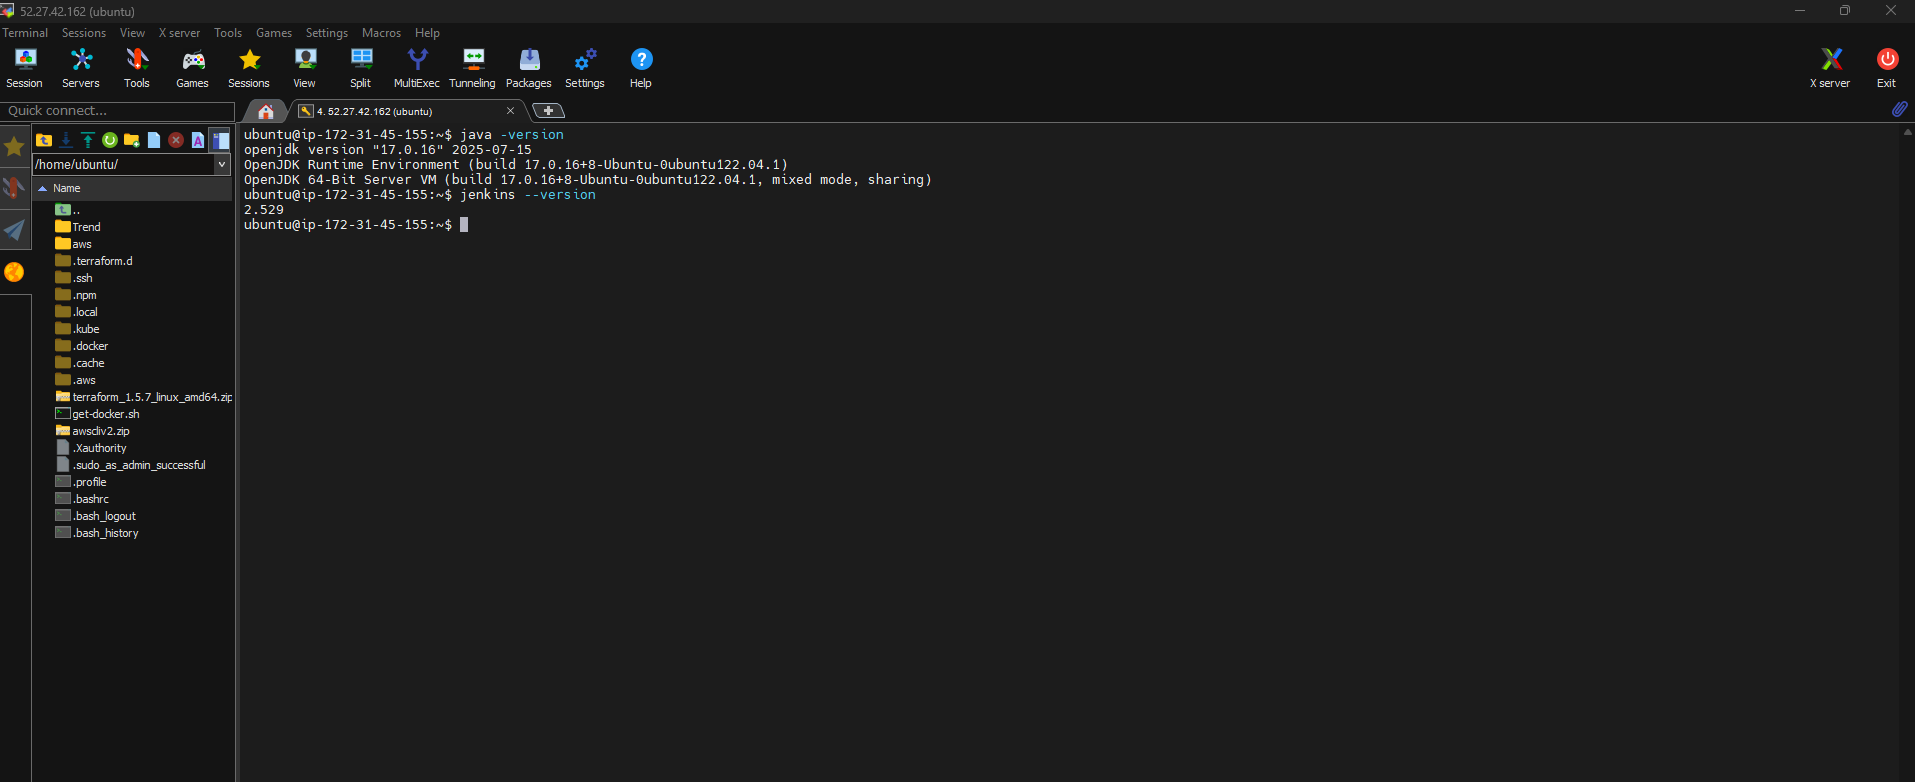 52.27.42.162 (ubuntu)
Terminal Sessions View X server Tools Games Settings Macros Help
Session Servers Tools Games Sessions View Split MultiExec Tunneling Packages Settings Help X server Exit
Quick connect...
4. 52.27.42.162 (ubuntu)
/home/ubuntu/
Name
..
Trend
aws
.terraform.d
.ssh
.npm
.local
.kube
.docker
.cache
.aws
terraform_1.5.7_linux_amd64.zip
get-docker.sh
awscliv2.zip
.Xauthority
.sudo_as_admin_successful
.profile
.bashrc
.bash_logout
.bash_history
ubuntu@ip-172-31-45-155:~$ java -version
openjdk version "17.0.16" 2025-07-15
OpenJDK Runtime Environment (build 17.0.16+8-Ubuntu-0ubuntu122.04.1)
OpenJDK 64-Bit Server VM (build 17.0.16+8-Ubuntu-0ubuntu122.04.1, mixed mode, sharing)
ubuntu@ip-172-31-45-155:~$ jenkins --version
2.529
ubuntu@ip-172-31-45-155:~$